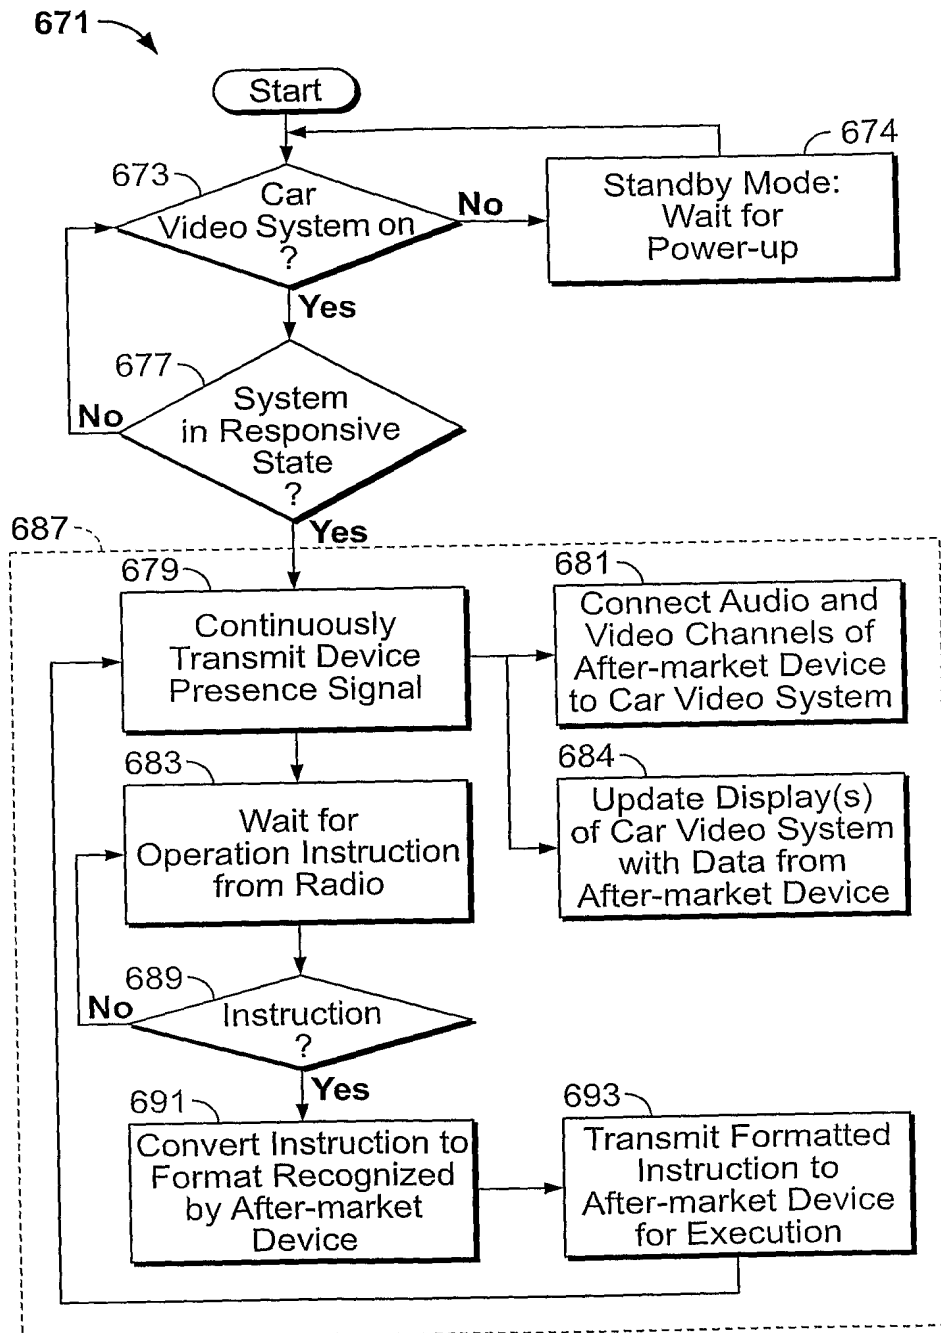 671
Start
674
673
Car
Video System on
?
No
Standby Mode:
Wait for
Power-up
Yes
677
System
in Responsive
State
?
No
Yes
687
679
Continuously
Transmit Device
Presence Signal
681
Connect Audio and
Video Channels of
After-market Device
to Car Video System
683
Wait for
Operation Instruction
from Radio
684
Update Display(s)
of Car Video System
with Data from
After-market Device
689
No
Instruction
?
Yes
691
Convert Instruction to
Format Recognized
by After-market
Device
693
Transmit Formatted
Instruction to
After-market Device
for Execution